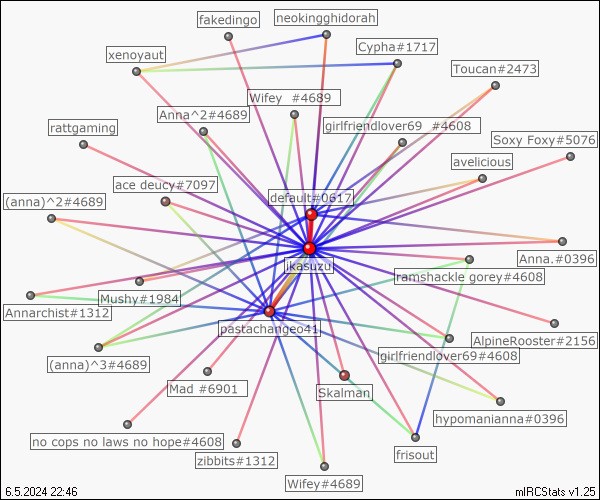 fakedingo
neokingghidorah
xenoyaut
Cypha#1717
Toucan#2473
Wifey_#4689
Anna^2#4689
girlfriendlover69_#4608
rattgaming
Soxy Foxy#5076
avelicious
ace deucy#7097
default#0617
(anna)^2#4689
Anna.#0396
ikasuzu
ramshackle gorey#4608
Mushy#1984
Annarchist#1312
pastachangeo41
AlpineRooster#2156
girlfriendlover69#4608
(anna)^3#4689
Mad #6901
Skalman
hypomanianna#0396
no cops no laws no hope#4608
frisout
zibbits#1312
Wifey#4689
6.5.2024 22:46
mIRCStats v1.25